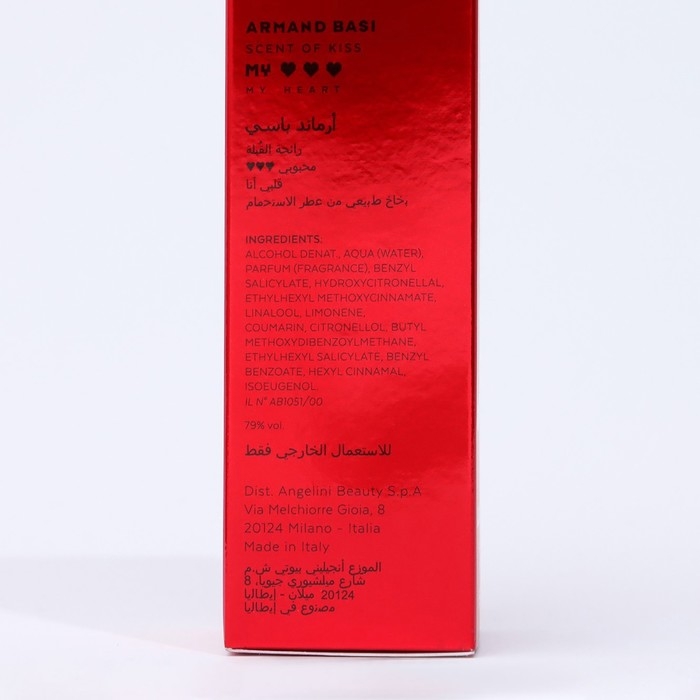 ARMAND BASI
SCENT OF KISS
MY ♥ ♥ ♥
MY HEART
أرماند باسي
رائحة القُبلة
محبوبي ♥♥♥
قلبي أنا
بخاخ طبيعي من عطر الاستحمام
INGREDIENTS.
ALCOHOL DENAT., AQUA (WATER),
PARFUM (FRAGRANCE), BENZYL
SALICYLATE, HYDROXYCITRONELLAL,
ETHYLHEXYL METHOXYCINNAMATE,
LINALOOL, LIMONENE,
COUMARIN, CITRONELLOL, BUTYL
METHOXYDIBENZOYLMETHANE,
ETHYLHEXYL SALICYLATE, BENZYL
BENZOATE, HEXYL CINNAMAL,
ISOEUGENOL.
IL N° AB1051/00
79% vol
للاستعمال الخارجي فقط
Dist. Angelini Beauty S.p.A
Via Melchiorre Gioia, 8
20124 Milano - Italia
Made in Italy
الموزع أنجليني بيوتي ش.م
شارع ميلشيوري جيويا، 8
20124 ميلان - إيطاليا
مصنوع في إيطاليا